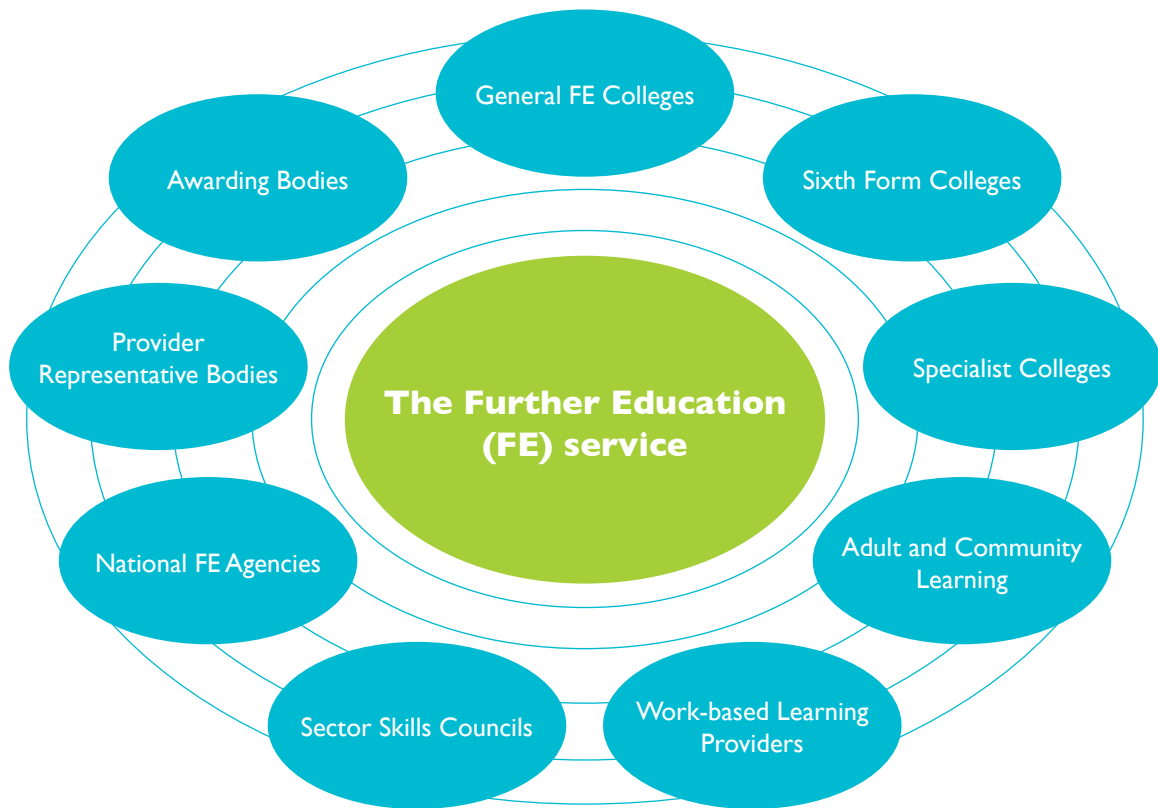 General FE Colleges
Awarding Bodies
Sixth Form Colleges
Provider
Representative Bodies
Specialist Colleges
The Further Education
(FE) service
National FE Agencies
Adult and Community
Learning
Sector Skills Councils
Work-based Learning
Providers